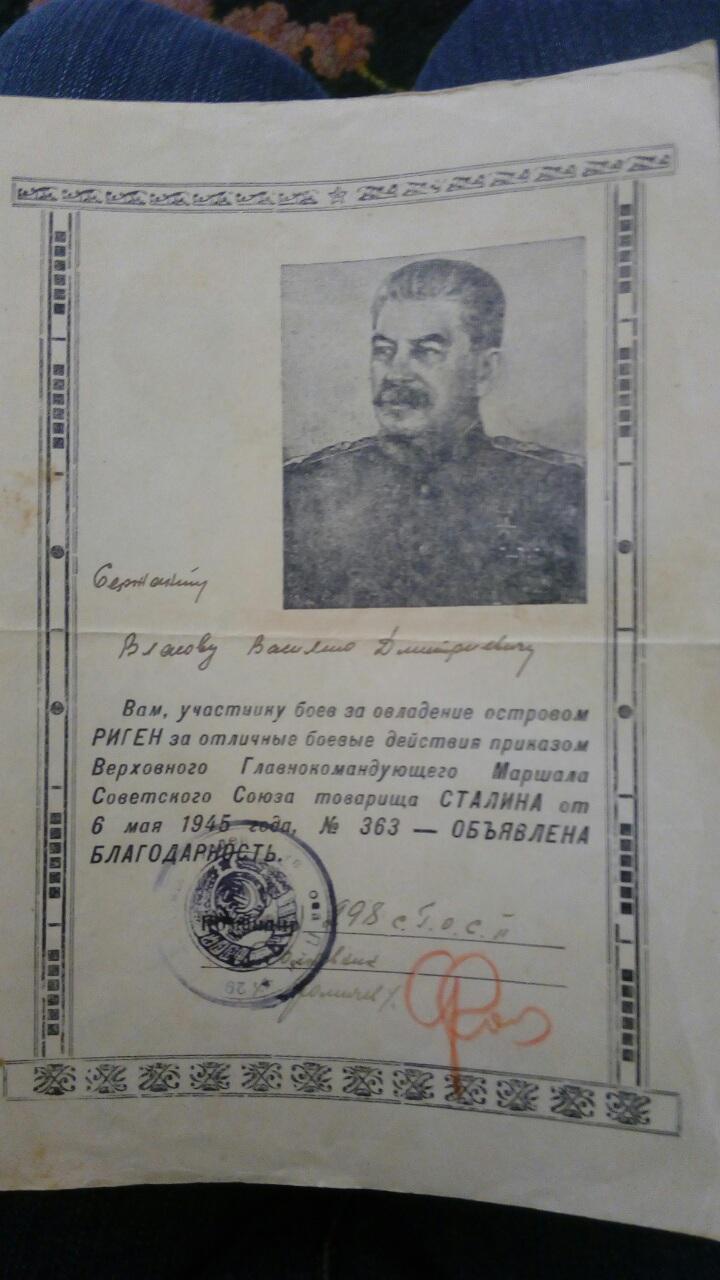 Сержанту
Власову Василию Дмитриевичу
Вам, участнику боев за овладение островом
РИГЕН за отличные боевые действия приказом
Верховного Главнокомандующего Маршала
Советского Союза товарища СТАЛИНА от
6 мая 1945 года, № 363 — ОБЪЯВЛЕНА
БЛАГОДАРНОСТЬ.
Командир